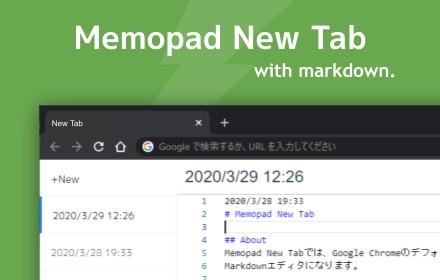 Memopad New Tab
with markdown.
New Tab
Google で検索するか、URL を入力してください
+New
2020/3/29 12:26
2020/3/29 12:26
2020/3/28 19:33
1 2020/3/28 19:33
2 # Memopad New Tab
3
4 ## About
5 Memopad New Tabでは、Google Chromeのデフォ
6 Markdownエディタになります。
7